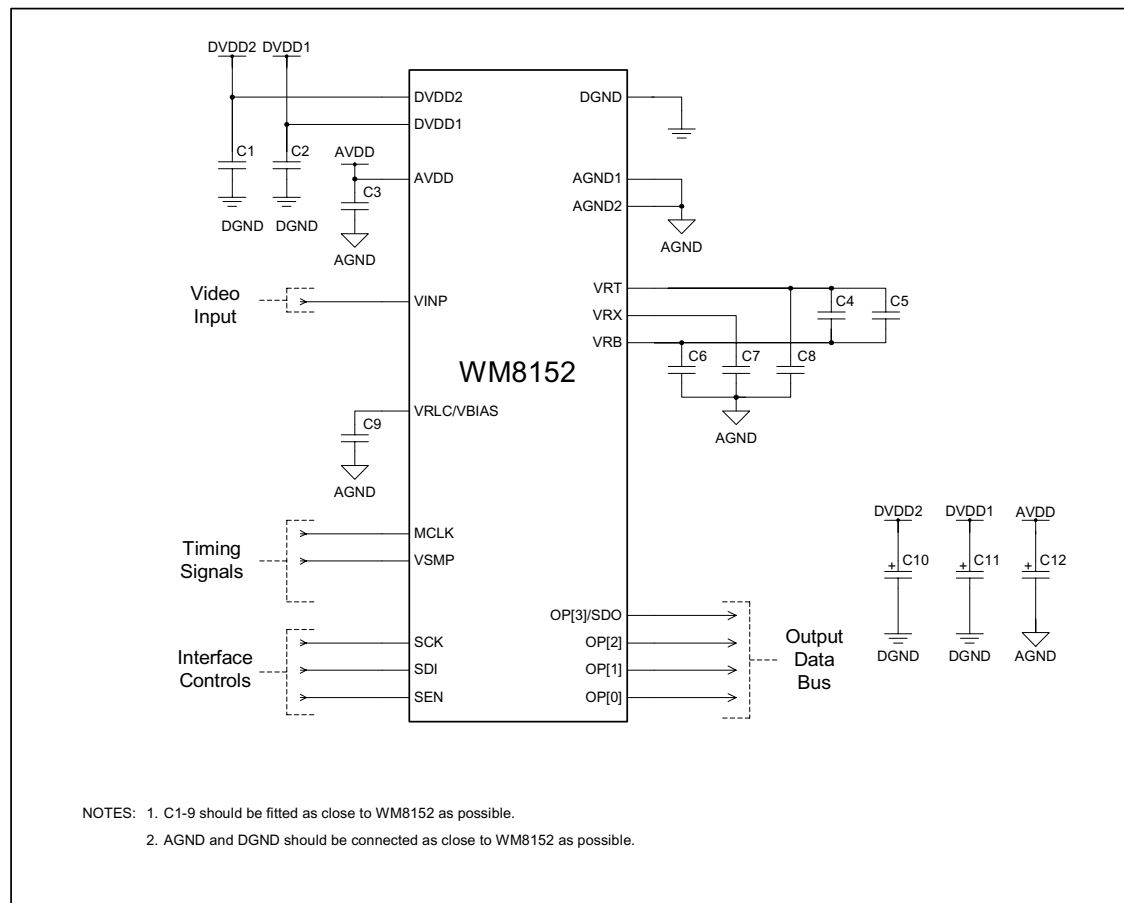 DVDD2 DVDD1
DVDD2 DGND
DVDD1
C1 C2 AVDD
AVDD AGND1
C3
AGND2
DGND DGND
AGND AGND
Video
Input
VINP
VRT
VRX
VRB
C4 C5
C6 C7 C8
WM8152
VRLC/VBIAS
C9
AGND
AGND
Timing
Signals
MCLK
VSMP
DVDD2 DVDD1 AVDD
+ C10 + C11 + C12
DGND DGND AGND
Interface
Controls
SCK
SDI
SEN
OP[3]/SDO
OP[2]
OP[1]
OP[0]
Output
Data
Bus
NOTES: 1. C1-9 should be fitted as close to WM8152 as possible.
2. AGND and DGND should be connected as close to WM8152 as possible.